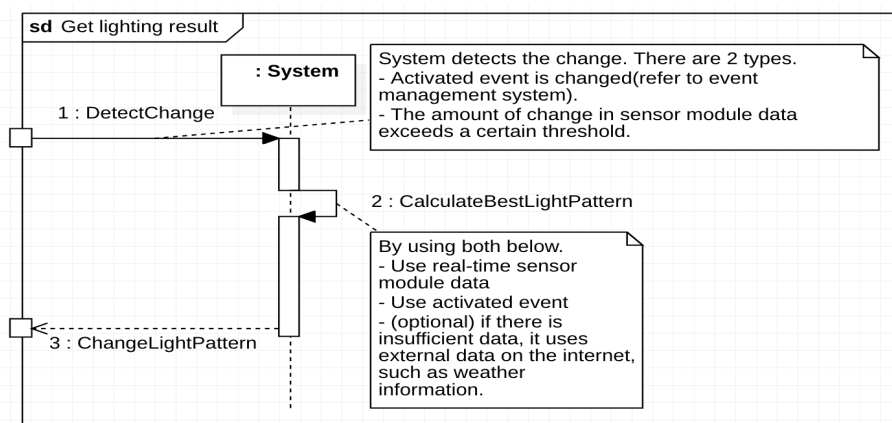 sd Get lighting result
: System
System detects the change. There are 2 types.
- Activated event is changed(refer to event
management system).
- The amount of change in sensor module data
exceeds a certain threshold.
1 : DetectChange
2 : CalculateBestLightPattern
By using both below.
- Use real-time sensor
module data
- Use activated event
- (optional) if there is
insufficient data, it uses
external data on the internet,
such as weather
information.
3 : ChangeLightPattern